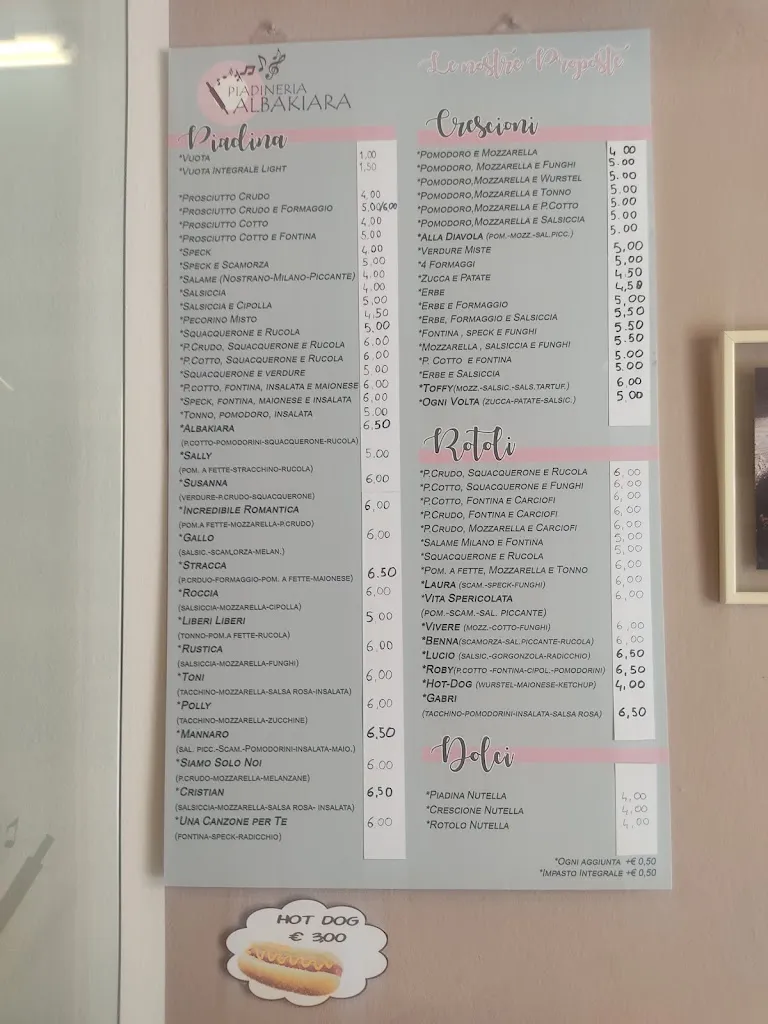 PIADINERIA
ALBAKIARA
Le nostre Proposte
Piadina
*VUOTA 1,00
*VUOTA INTEGRALE LIGHT 1,50
*PROSCIUTTO CRUDO 4,00
*PROSCIUTTO CRUDO E FORMAGGIO 5,00/6,00
*PROSCIUTTO COTTO 4,00
*PROSCIUTTO COTTO E FONTINA 5,00
*SPECK 4,00
*SPECK E SCAMORZA 5,00
*SALAME (NOSTRANO-MILANO-PICCANTE) 4.00
*SALSICCIA 4.00
*SALSICCIA E CIPOLLA 5,00
*PECORINO MISTO 4,50
*SQUACQUERONE E RUCOLA 5.00
*P.CRUDO, SQUACQUERONE E RUCOLA 6.00
*P.COTTO, SQUACQUERONE E RUCOLA 6.00
*SQUACQUERONE E VERDURE 5.00
*P.COTTO, FONTINA, INSALATA E MAIONESE 6,00
*SPECK, FONTINA, MAIONESE E INSALATA 6,00
*TONNO, POMODORO, INSALATA 5.00
*ALBAKIARA 6.50
(P.COTTO-POMODORINI-SQUACQUERONE-RUCOLA)
*SALLY 5.00
(POM. A FETTE-STRACCHINO-RUCOLA)
*SUSANNA 6,00
(VERDURE-P.CRUDO-SQUACQUERONE)
*INCREDIBILE ROMANTICA 6,00
(POM.A FETTE-MOZZARELLA-P.CRUDO)
*GALLO 6,00
(SALSIC.-SCAM,ORZA-MELAN.)
*STRACCA 6.50
(P.CRDUO-FORMAGGIO-POM. A FETTE-MAIONESE)
*ROCCIA 6,00
(SALSICCIA-MOZZARELLA-CIPOLLA)
*LIBERI LIBERI 5.00
(TONNO-POM.A FETTE-RUCOLA)
*RUSTICA 6,00
(SALSICCIA-MOZZARELLA-FUNGHI)
*TONI 6,00
(TACCHINO-MOZZARELLA-SALSA ROSA-INSALATA)
*POLLY 6,00
(TACCHINO-MOZZARELLA-ZUCCHINE)
*MANNARO 6,50
(SAL. PICC.-SCAM.-POMODORINI-INSALATA-MAIO.)
*SIAMO SOLO NOI 6.00
(P.CRUDO-MOZZARELLA-MELANZANE)
*CRISTIAN 6,50
(SALSICCIA-MOZZARELLA-SALSA ROSA- INSALATA)
*UNA CANZONE PER TE 6.00
(FONTINA-SPECK-RADICCHIO)
Crescioni
*POMODORO E MOZZARELLA 4 00
*POMODORO, MOZZARELLA E FUNGHI 5.00
*POMODORO,MOZZARELLA E WURSTEL 5.00
*POMODORO,MOZZARELLA E TONNO 5.00
*POMODORO,MOZZARELLA E P.COTTO 5.00
*POMODORO,MOZZARELLA E SALSICCIA 5.00
*ALLA DIAVOLA (POM.-MOZZ.-SAL.PICC.) 5.00
*VERDURE MISTE 5,00
*4 FORMAGGI 5,00
*ZUCCA E PATATE 4.50
*ERBE 4,50
*ERBE E FORMAGGIO 5,00
*ERBE, FORMAGGIO E SALSICCIA 5,50
*FONTINA , SPECK E FUNGHI 5.50
*MOZZARELLA , SALSICCIA E FUNGHI 5.50
*P. COTTO E FONTINA 5.00
*ERBE E SALSICCIA 5.00
*TOFFY(MOZZ.-SALSIC.-SALS.TARTUF.) 6,00
*OGNI VOLTA (ZUCCA-PATATE-SALSIC.) 5,00
Rotoli
*P.CRUDO, SQUACQUERONE E RUCOLA 6,00
*P.COTTO, SQUACQUERONE E FUNGHI 6,00
*P.COTTO, FONTINA E CARCIOFI 6,00
*P.CRUDO, FONTINA E CARCIOFI 6,00
*P.CRUDO, MOZZARELLA E CARCIOFI 6,00
*SALAME MILANO E FONTINA 5,00
*SQUACQUERONE E RUCOLA 5,00
*POM. A FETTE, MOZZARELLA E TONNO 6,00
*LAURA (SCAM.-SPECK-FUNGHI) 6,00
*VITA SPERICOLATA 6,00
(POM.-SCAM.-SAL. PICCANTE)
*VIVERE (MOZZ.-COTTO-FUNGHI) 6,00
*BENNA(SCAMORZA-SAL.PICCANTE-RUCOLA) 6,00
*LUCIO (SALSIC.-GORGONZOLA-RADICCHIO) 6,50
*ROBY(P.COTTO -FONTINA-CIPOL.-POMODORINI) 6,50
*HOT-DOG (WURSTEL-MAIONESE-KETCHUP) 4,00
*GABRI
(TACCHINO-POMODORINI-INSALATA-SALSA ROSA) 6,50
Dolci
*PIADINA NUTELLA 4,00
*CRESCIONE NUTELLA 4,00
*ROTOLO NUTELLA 4,00
*OGNI AGGIUNTA +€ 0,50
*IMPASTO INTEGRALE +€ 0,50
HOT DOG
€ 3,00